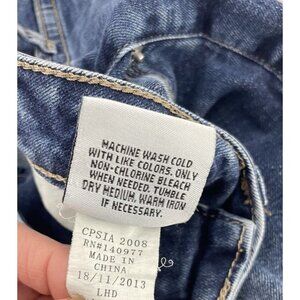 MACHINE WASH COLD
WITH LIKE COLORS. ONLY
NON-CHLORINE BLEACH
WHEN NEEDED. TUMBLE
DRY MEDIUM, WARM IRON
IF NECESSARY.
CPSIA 2008
RN#140977
MADE IN
CHINA
18/11/2013
LHD